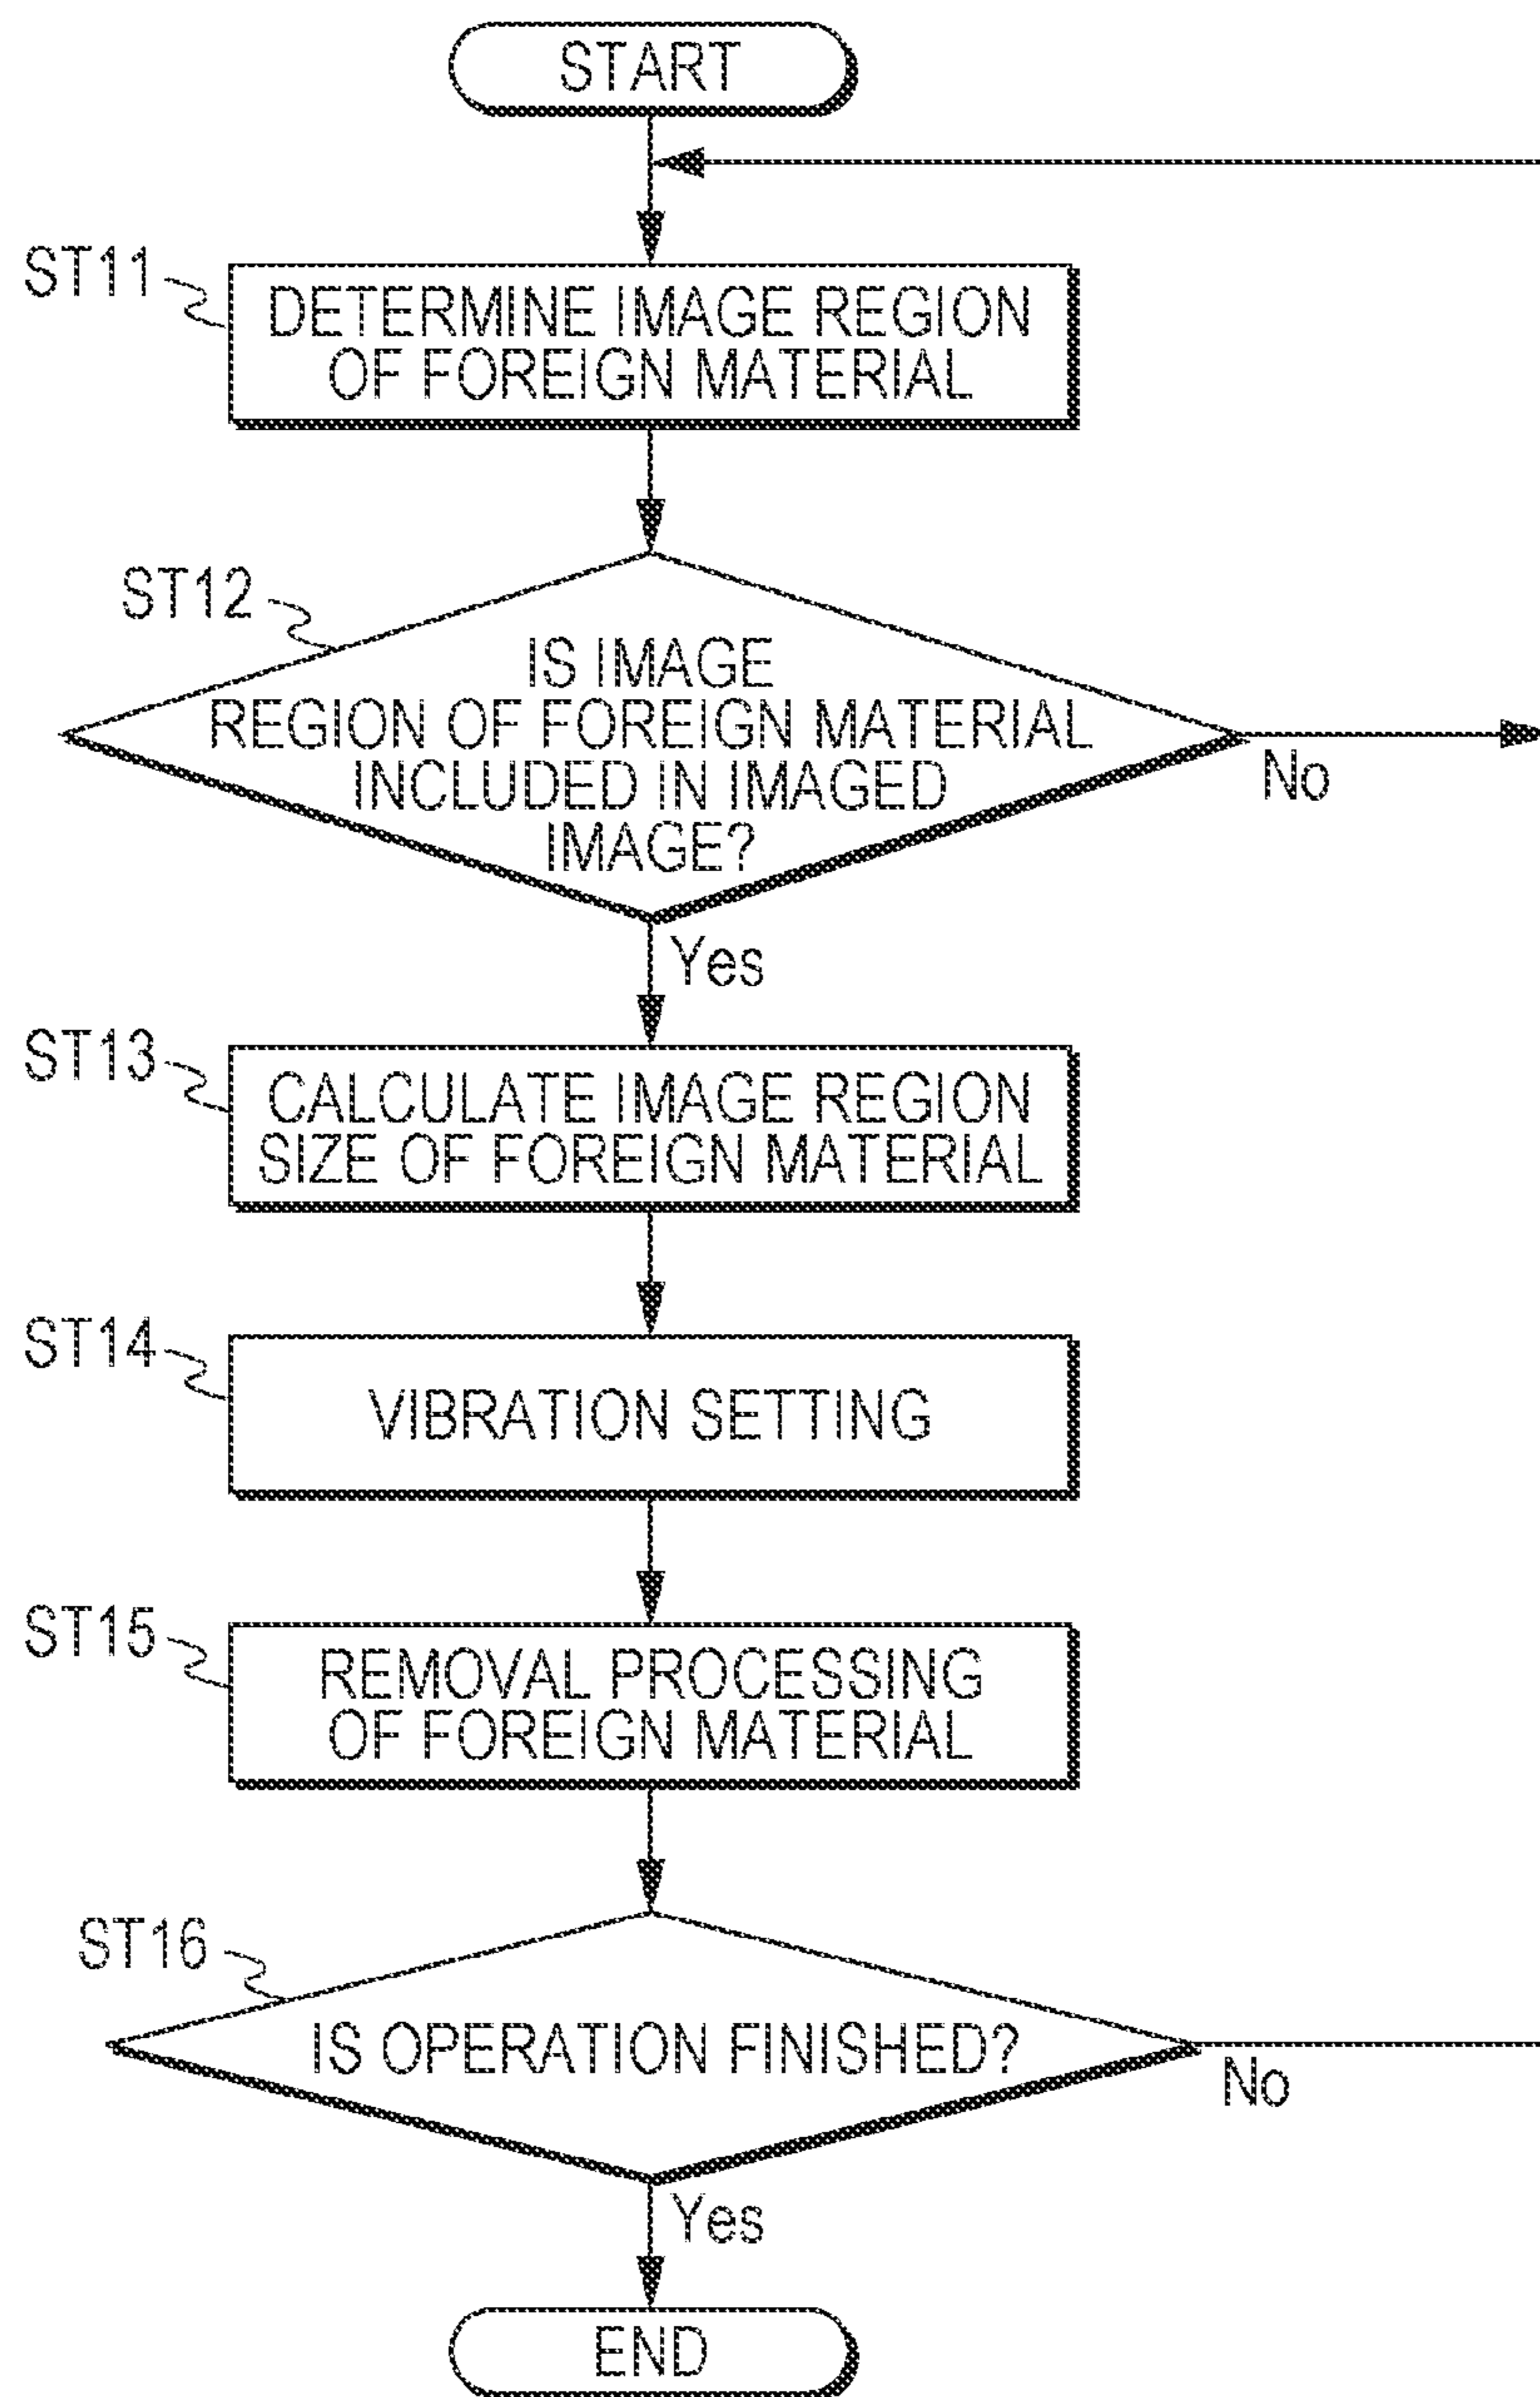 START
ST11
DETERMINE IMAGE REGION
OF FOREIGN MATERIAL
ST12
IS IMAGE
REGION OF FOREIGN MATERIAL
INCLUDED IN IMAGED
IMAGE?
No
Yes
ST13
CALCULATE IMAGE REGION
SIZE OF FOREIGN MATERIAL
ST14
VIBRATION SETTING
ST15
REMOVAL PROCESSING
OF FOREIGN MATERIAL
ST16
IS OPERATION FINISHED?
No
Yes
END